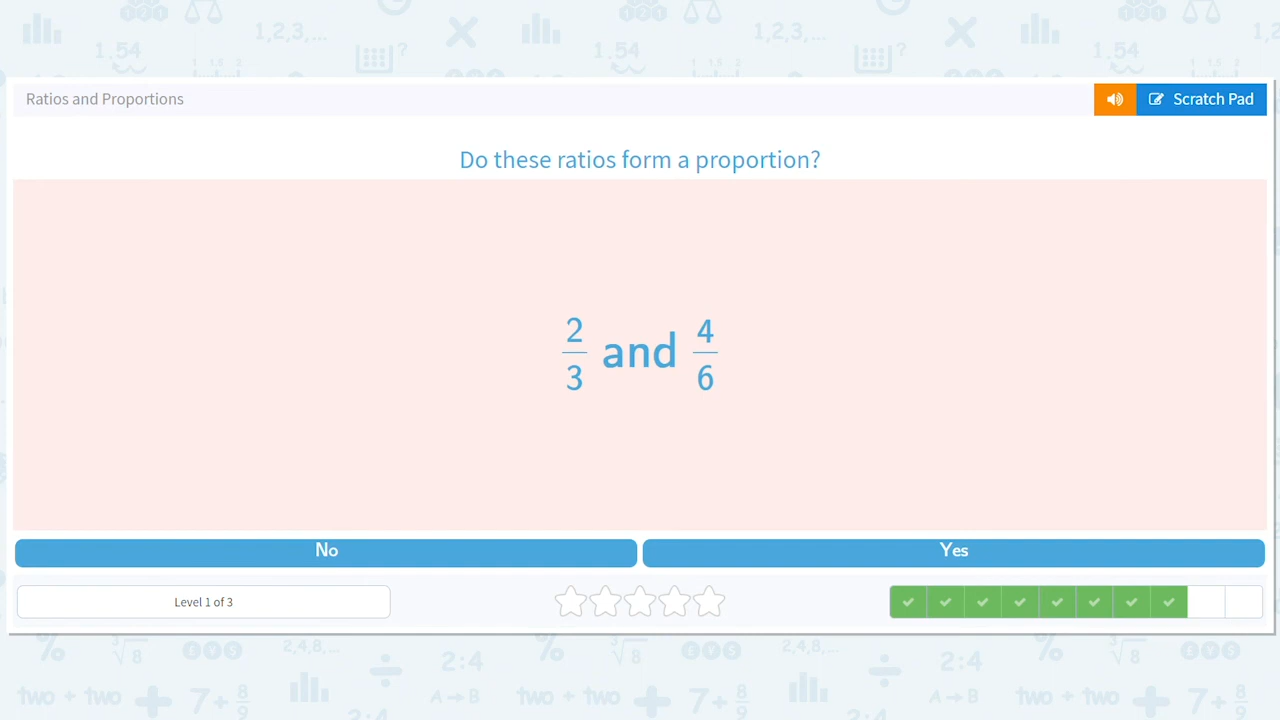 Ratios and Proportions
Scratch Pad
Do these ratios form a proportion?
2/3 and 4/6
No
Yes
Level 1 of 3